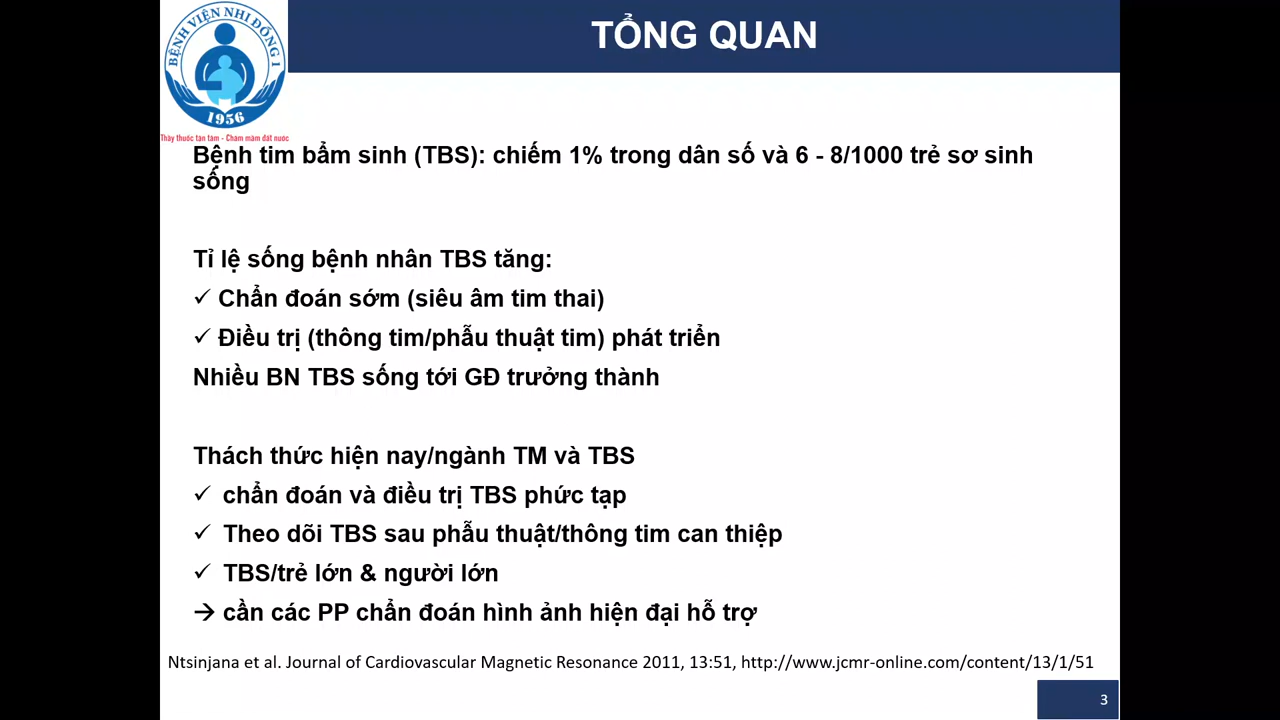 BỆNH VIỆN NHI ĐỒNG 1
1956
Thầy thuốc tận tâm - Chăm mầm đất nước
TỔNG QUAN
Bệnh tim bẩm sinh (TBS): chiếm 1% trong dân số và 6 - 8/1000 trẻ sơ sinh
sống
Tỉ lệ sống bệnh nhân TBS tăng:
✓ Chẩn đoán sớm (siêu âm tim thai)
✓ Điều trị (thông tim/phẫu thuật tim) phát triển
Nhiều BN TBS sống tới GĐ trưởng thành
Thách thức hiện nay/ngành TM và TBS
✓ chẩn đoán và điều trị TBS phức tạp
✓ Theo dõi TBS sau phẫu thuật/thông tim can thiệp
✓ TBS/trẻ lớn & người lớn
→ cần các PP chẩn đoán hình ảnh hiện đại hỗ trợ
Ntsinjana et al. Journal of Cardiovascular Magnetic Resonance 2011, 13:51, http://www.jcmr-online.com/content/13/1/51
3